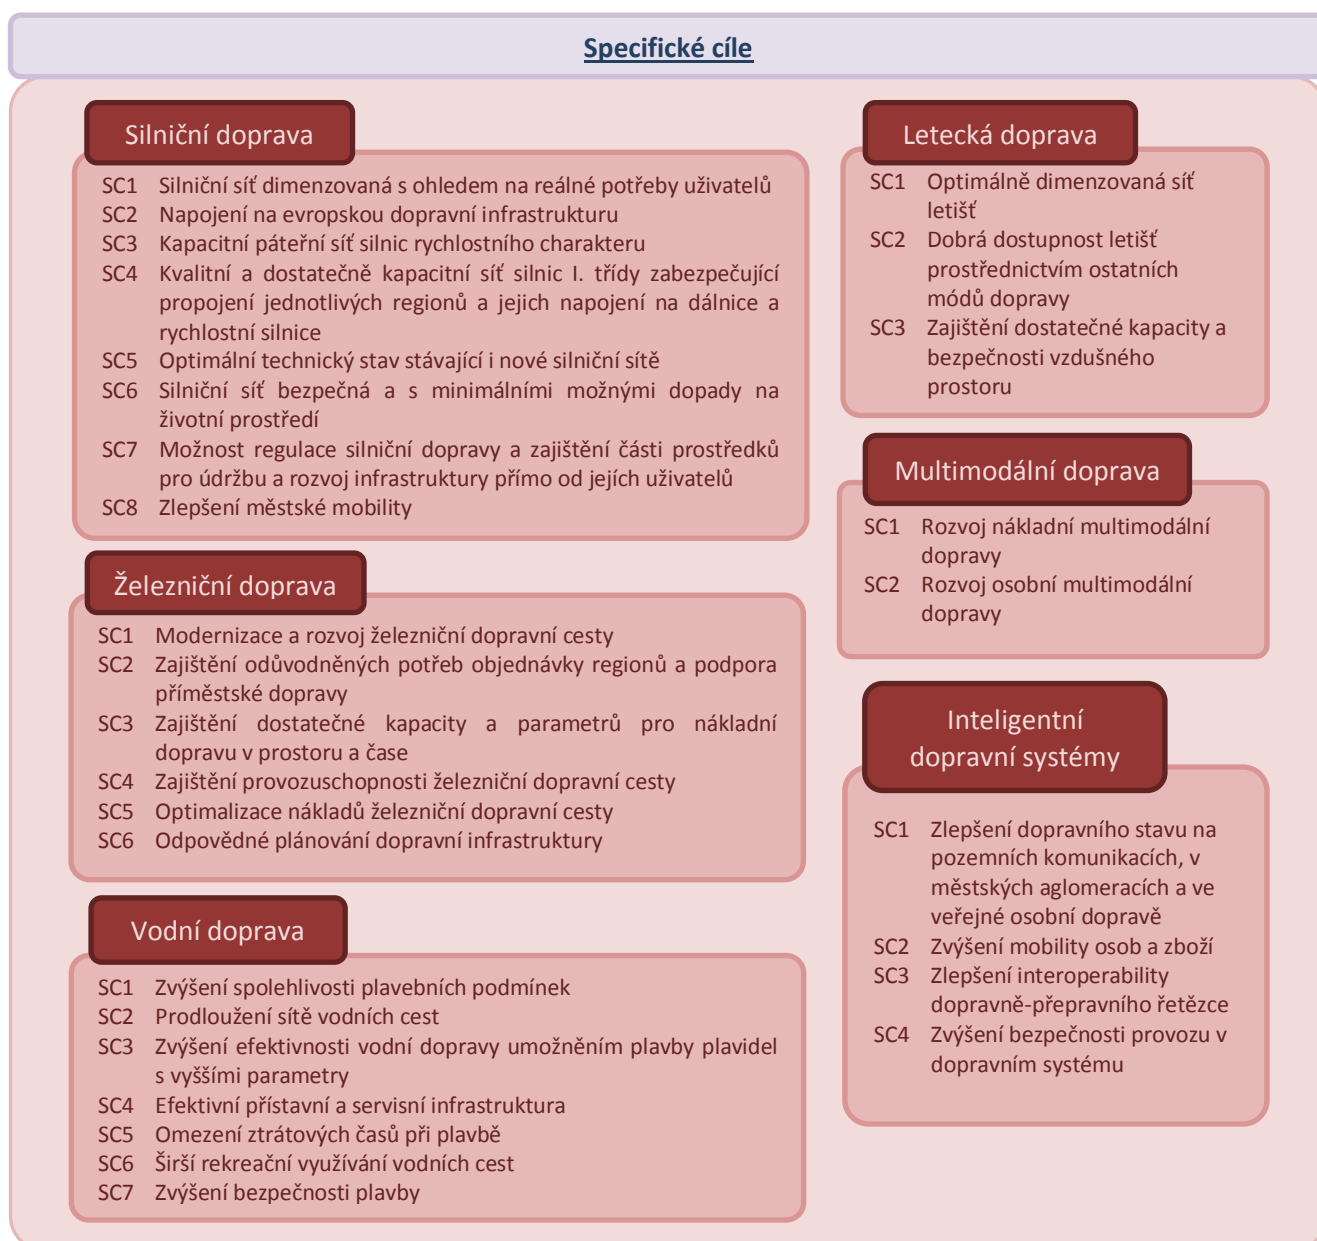 Specifické cíle
Silniční doprava
SC1 Silniční síť dimenzovaná s ohledem na reálné potřeby uživatelů
SC2 Napojení na evropskou dopravní infrastrukturu
SC3 Kapacitní páteřní síť silnic rychlostního charakteru
SC4 Kvalitní a dostatečně kapacitní síť silnic I. třídy zabezpečující
propojení jednotlivých regionů a jejich napojení na dálnice a
rychlostní silnice
SC5 Optimální technický stav stávající i nové silniční sítě
SC6 Silniční síť bezpečná a s minimálními možnými dopady na
životní prostředí
SC7 Možnost regulace silniční dopravy a zajištění části prostředků
pro údržbu a rozvoj infrastruktury přímo od jejích uživatelů
SC8 Zlepšení městské mobility
Železniční doprava
SC1 Modernizace a rozvoj železniční dopravní cesty
SC2 Zajištění odůvodněných potřeb objednávky regionů a podpora
příměstské dopravy
SC3 Zajištění dostatečné kapacity a parametrů pro nákladní
dopravu v prostoru a čase
SC4 Zajištění provozuschopnosti železniční dopravní cesty
SC5 Optimalizace nákladů železniční dopravní cesty
SC6 Odpovědné plánování dopravní infrastruktury
Vodní doprava
SC1 Zvýšení spolehlivosti plavebních podmínek
SC2 Prodloužení sítě vodních cest
SC3 Zvýšení efektivnosti vodní dopravy umožněním plavby plavidel
s vyššími parametry
SC4 Efektivní přístavní a servisní infrastruktura
SC5 Omezení ztrátových časů při plavbě
SC6 Širší rekreační využívání vodních cest
SC7 Zvýšení bezpečnosti plavby
Letecká doprava
SC1 Optimálně dimenzovaná síť
letišť
SC2 Dobrá dostupnost letišť
prostřednictvím ostatních
módů dopravy
SC3 Zajištění dostatečné kapacity a
bezpečnosti vzdušného
prostoru
Multimodální doprava
SC1 Rozvoj nákladní multimodální
dopravy
SC2 Rozvoj osobní multimodální
dopravy
Inteligentní
dopravní systémy
SC1 Zlepšení dopravního stavu na
pozemních komunikacích, v
městských aglomeracích a ve
veřejné osobní dopravě
SC2 Zvýšení mobility osob a zboží
SC3 Zlepšení interoperability
dopravně-přepravního řetězce
SC4 Zvýšení bezpečnosti provozu v
dopravním systému